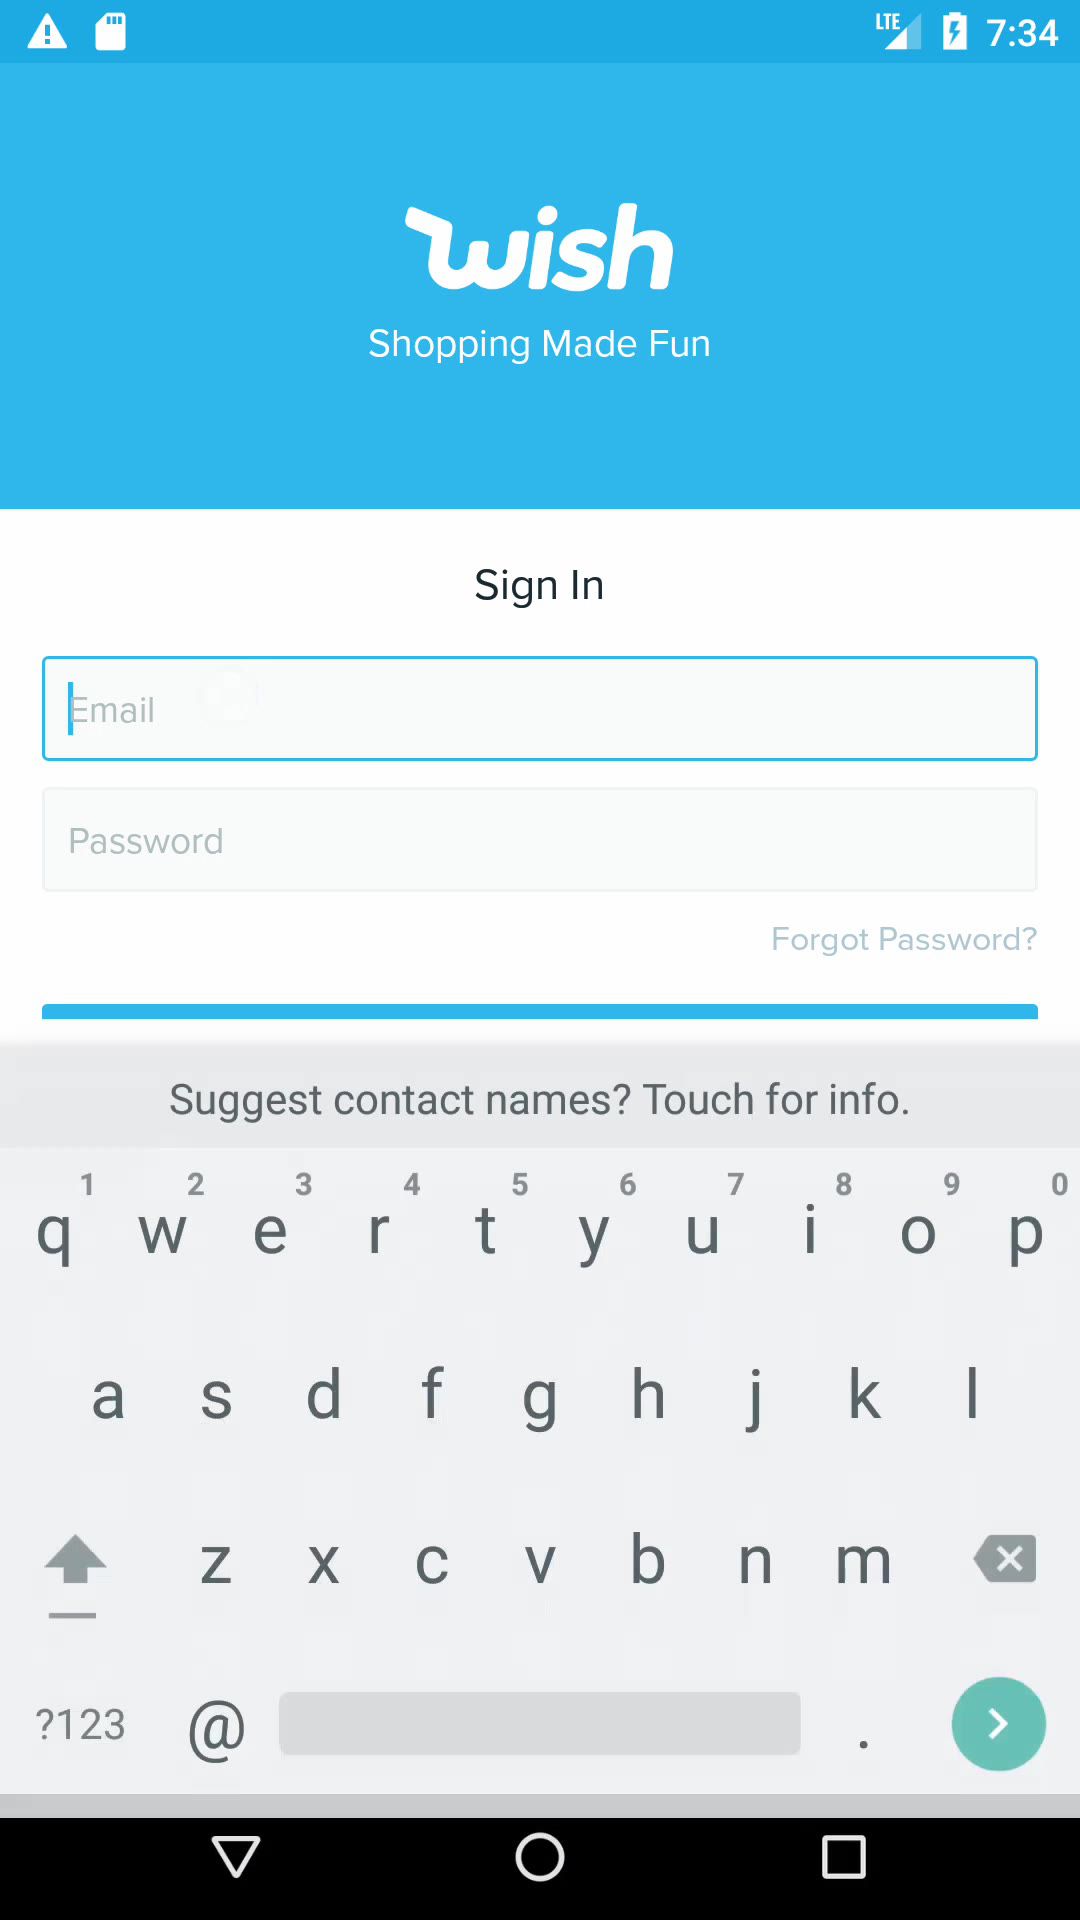 LTE 7:34
wish
Shopping Made Fun
Sign In
Email
Password
Forgot Password?
Suggest contact names? Touch for info.
1 2 3 4 5 6 7 8 9 0
q w e r t y u i o p
a s d f g h j k l
z x c v b n m
?123 @ .